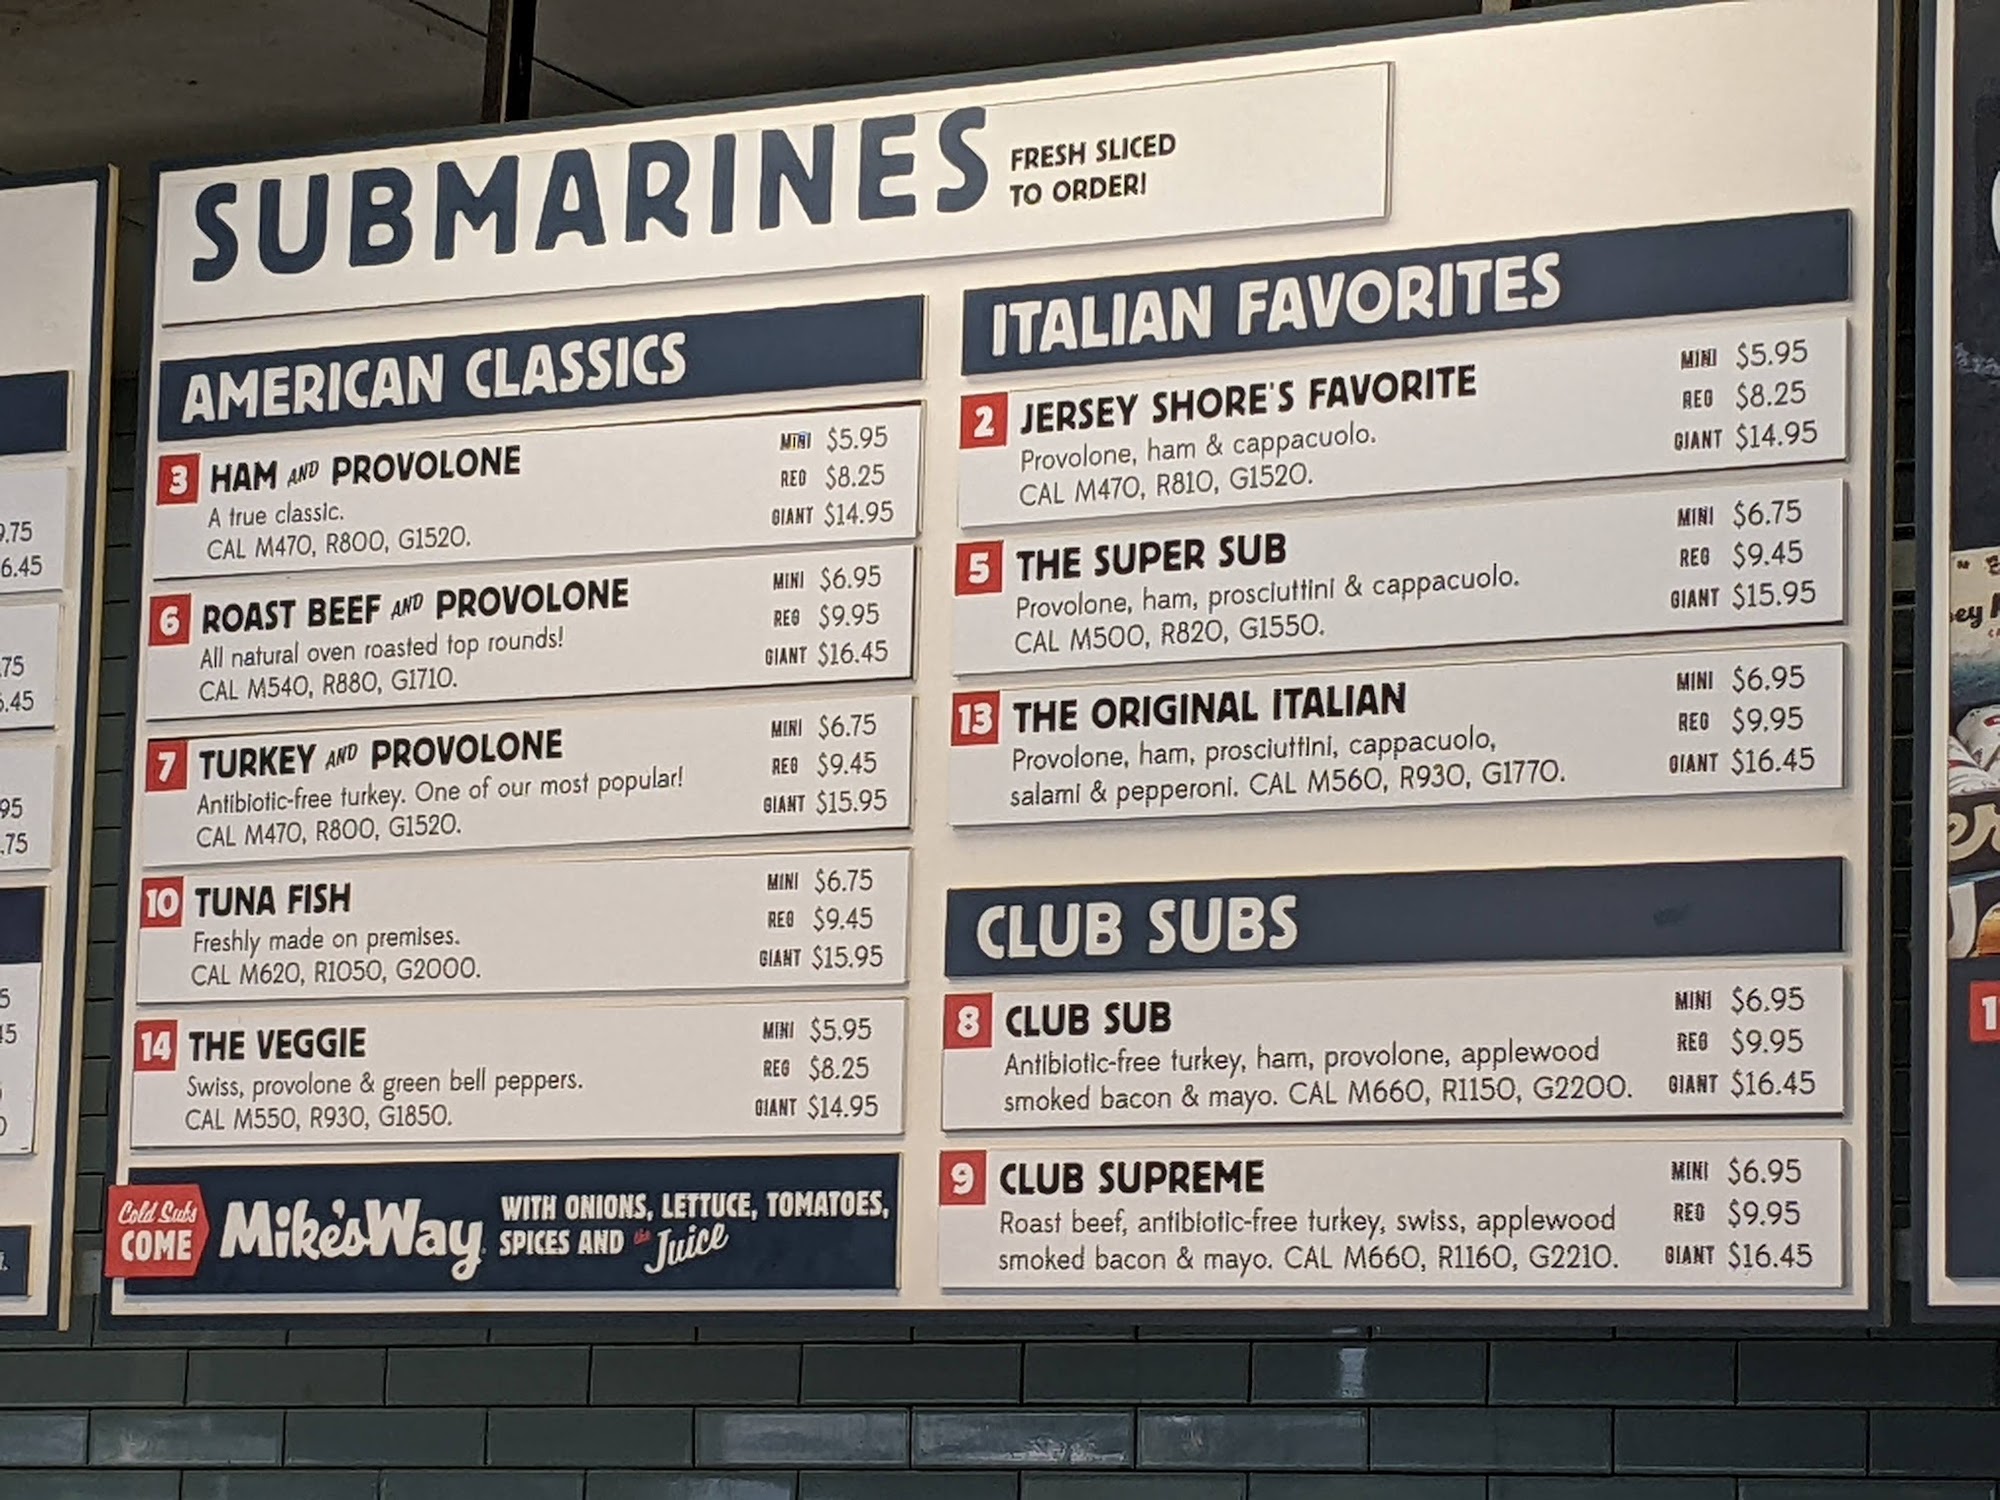 SUBMARINES
FRESH SLICED
TO ORDER!
AMERICAN CLASSICS
3 HAM AND PROVOLONE
A true classic.
CAL M470, R800, G1520.
MINI $5.95
REG $8.25
GIANT $14.95
6 ROAST BEEF AND PROVOLONE
All natural oven roasted top rounds!
CAL M540, R880, G1710.
MINI $6.95
REG $9.95
GIANT $16.45
7 TURKEY AND PROVOLONE
Antibiotic-free turkey. One of our most popular!
CAL M470, R800, G1520.
MINI $6.75
REG $9.45
GIANT $15.95
10 TUNA FISH
Freshly made on premises.
CAL M620, R1050, G2000.
MINI $6.75
REG $9.45
GIANT $15.95
14 THE VEGGIE
Swiss, provolone & green bell peppers.
CAL M550, R930, G1850.
MINI $5.95
REG $8.25
GIANT $14.95
Cold Subs
COME
Mike's Way
WITH ONIONS, LETTUCE, TOMATOES,
SPICES AND the Juice
ITALIAN FAVORITES
2 JERSEY SHORE'S FAVORITE
Provolone, ham & cappacuolo.
CAL M470, R810, G1520.
MINI $5.95
REG $8.25
GIANT $14.95
5 THE SUPER SUB
Provolone, ham, prosciuttini & cappacuolo.
CAL M500, R820, G1550.
MINI $6.75
REG $9.45
GIANT $15.95
13 THE ORIGINAL ITALIAN
Provolone, ham, prosciuttini, cappacuolo,
salami & pepperoni. CAL M560, R930, G1770.
MINI $6.95
REG $9.95
GIANT $16.45
CLUB SUBS
8 CLUB SUB
Antibiotic-free turkey, ham, provolone, applewood
smoked bacon & mayo. CAL M660, R1150, G2200.
MINI $6.95
REG $9.95
GIANT $16.45
9 CLUB SUPREME
Roast beef, antibiotic-free turkey, swiss, applewood
smoked bacon & mayo. CAL M660, R1160, G2210.
MINI $6.95
REG $9.95
GIANT $16.45